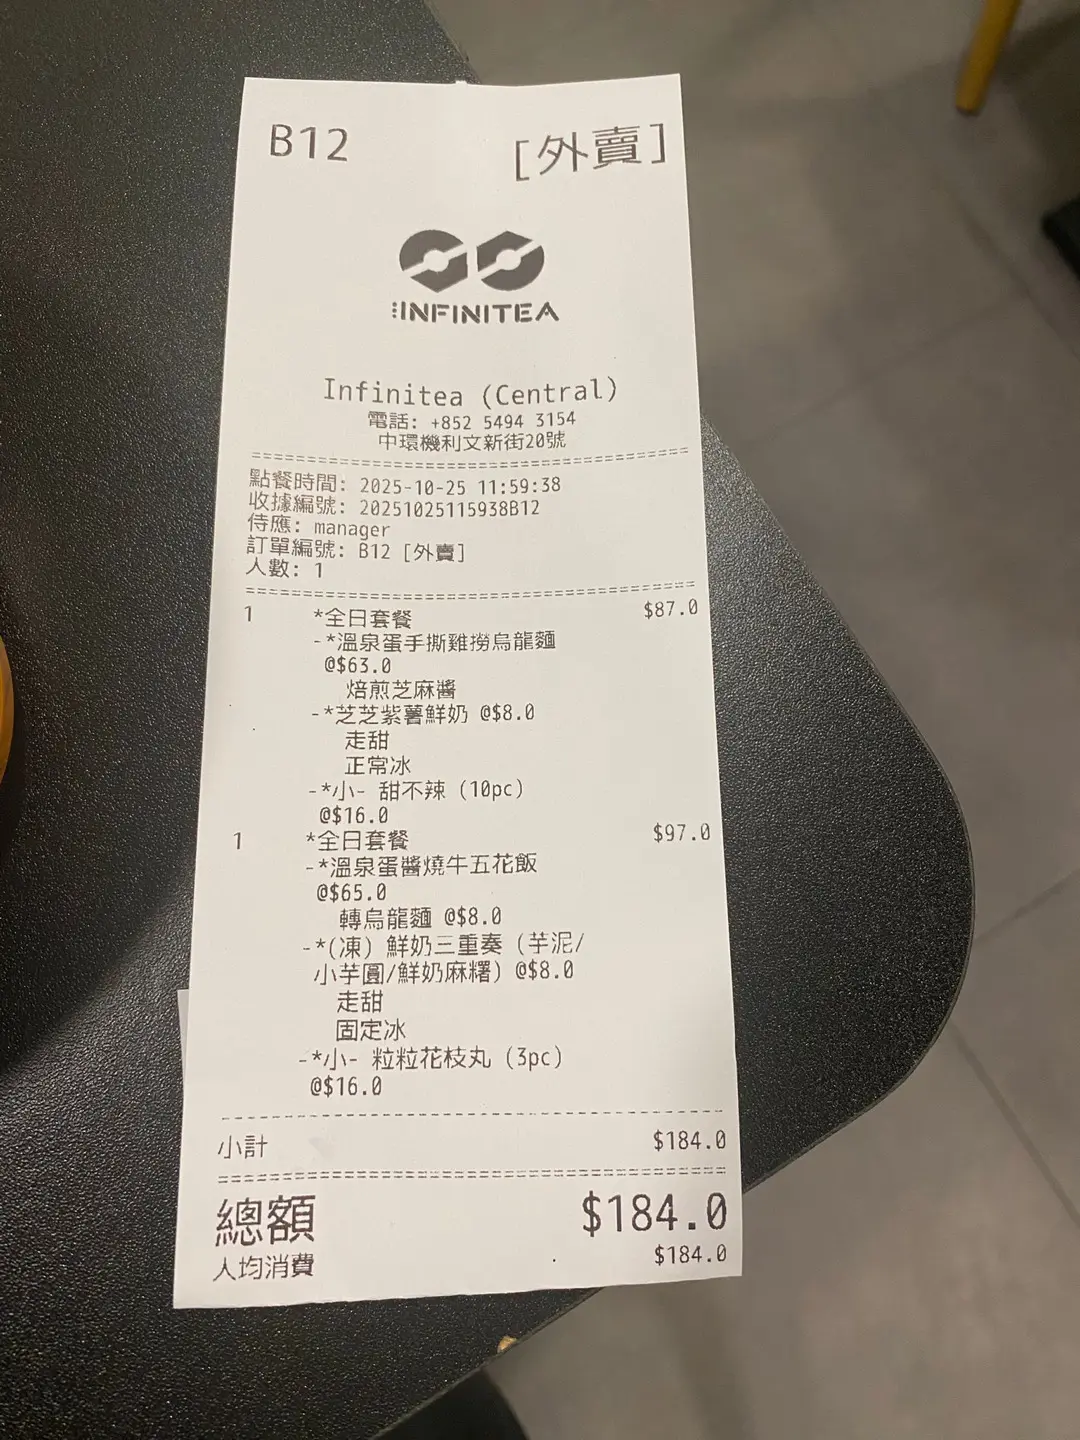 B12
[外賣]
INFINITEA
Infinitea (Central)
電話: +852 5494 3154
中環機利文新街20號
點餐時間: 2025-10-25 11:59:38
收據編號: 20251025115938B12
侍應: manager
訂單編號: B12 [外賣]
人數: 1
1 *全日套餐 $87.0
-*溫泉蛋手撕雞撈烏龍麵
@$63.0
焙煎芝麻醬
-*芝芝紫薯鮮奶 @$8.0
走甜
正常冰
-*小- 甜不辣 (10pc)
@$16.0
1 *全日套餐 $97.0
-*溫泉蛋醬燒牛五花飯
@$65.0
轉烏龍麵 @$8.0
-*(凍) 鮮奶三重奏 (芋泥/
小芋圓/鮮奶麻糬) @$8.0
走甜
固定冰
-*小- 粒粒花枝丸 (3pc)
@$16.0
小計 $184.0
總額 $184.0
人均消費 $184.0